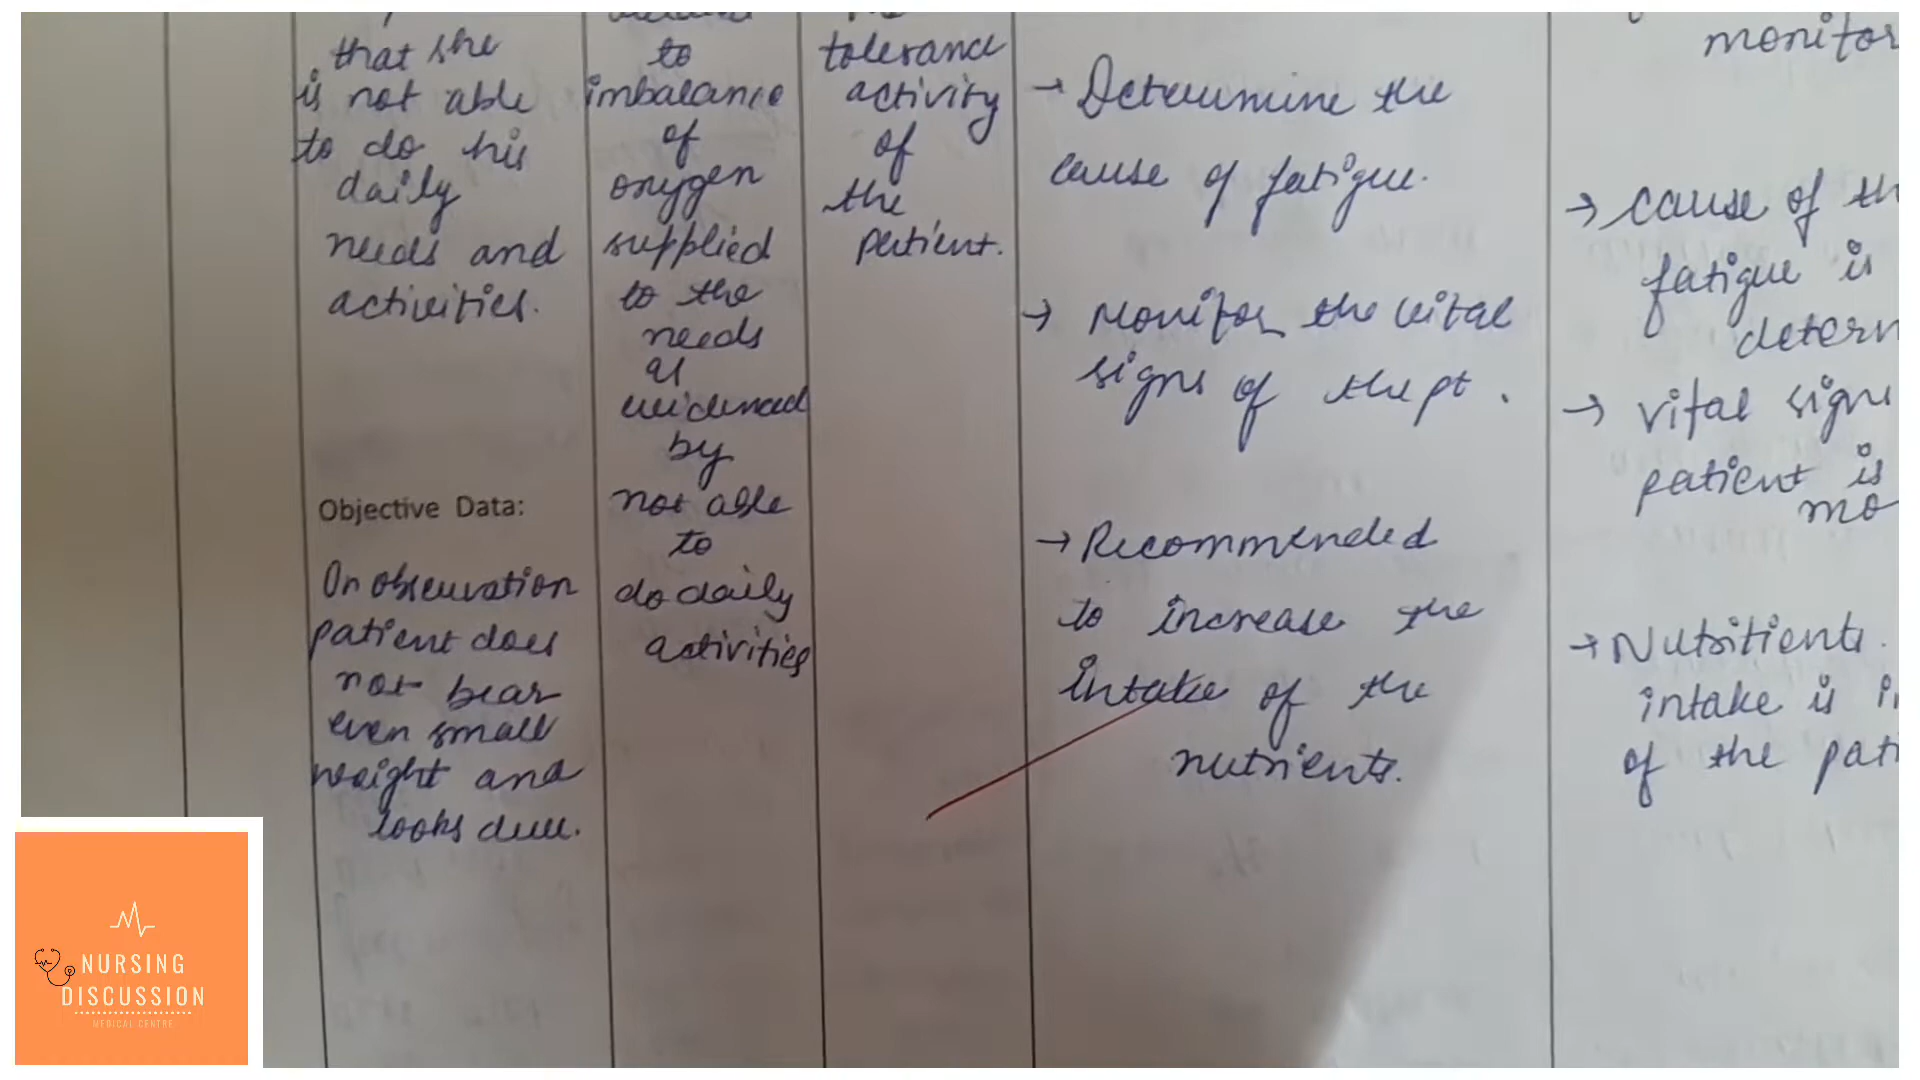 that she
is not able
to do his
daily
needs and
activities.
Objective Data:
On observation
patient does
not bear
even small
weight and
looks dull.
to
imbalance
of
oxygen
supplied
to the
needs
as
evidenced
by
not able
to
do daily
activities
tolerance
activity
of
the
patient.
→ Determine the
cause of fatigue.
→ Monitor the vital
signs of the pt.
→ Recommended
to increase the
intake of the
nutrients.
monitor
→ cause of th
fatigue is
determ
→ vital signs
patient is
mo
→ Nutritients.
intake is in
of the pati
NURSING
DISCUSSION
MEDICAL CENTRE